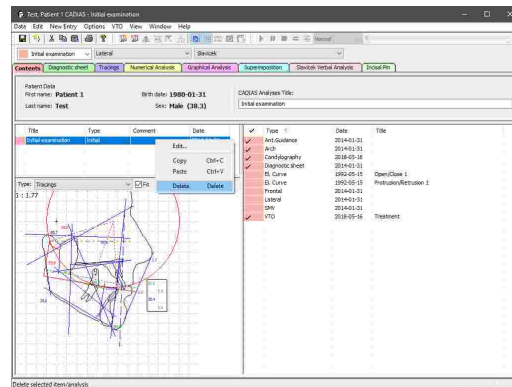 Test, Patient 1 CADIAS - Initial examination
Data Edit New Entry Options VTO View Window Help
Normal
Initial examination Lateral Slavicek
Contents Diagnostic sheet Tracings Numerical Analysis Graphical Analysis Superimposition Slavicek Verbal Analysis Incisal Pin
Patient Data
First name: Patient 1 Birth date: 1980-01-31 CADIAS Analyses Title:
Last name: Test Sex: Male (38.3) Initial examination
Title Type Comment Date
Initial examination Initial
Edit...
Copy Ctrl+C
Paste Ctrl+V
Delete Delete
Type: Tracings Fit
1 : 1.77
✓ Type Date Title
✓ Ant.Guidance 2014-01-31
✓ Arch 2014-01-31
✓ Condylography 2018-05-16
✓ Diagnostic sheet 2014-01-31
El. Curve 1992-05-15 Open/Close 1
El. Curve 1992-05-15 Protrusion/Retrusion 1
Frontal 2014-01-31
Lateral 2014-01-31
SMV 2014-01-31
✓ VTO 2018-05-16 Treatment
Delete selected item/analysis